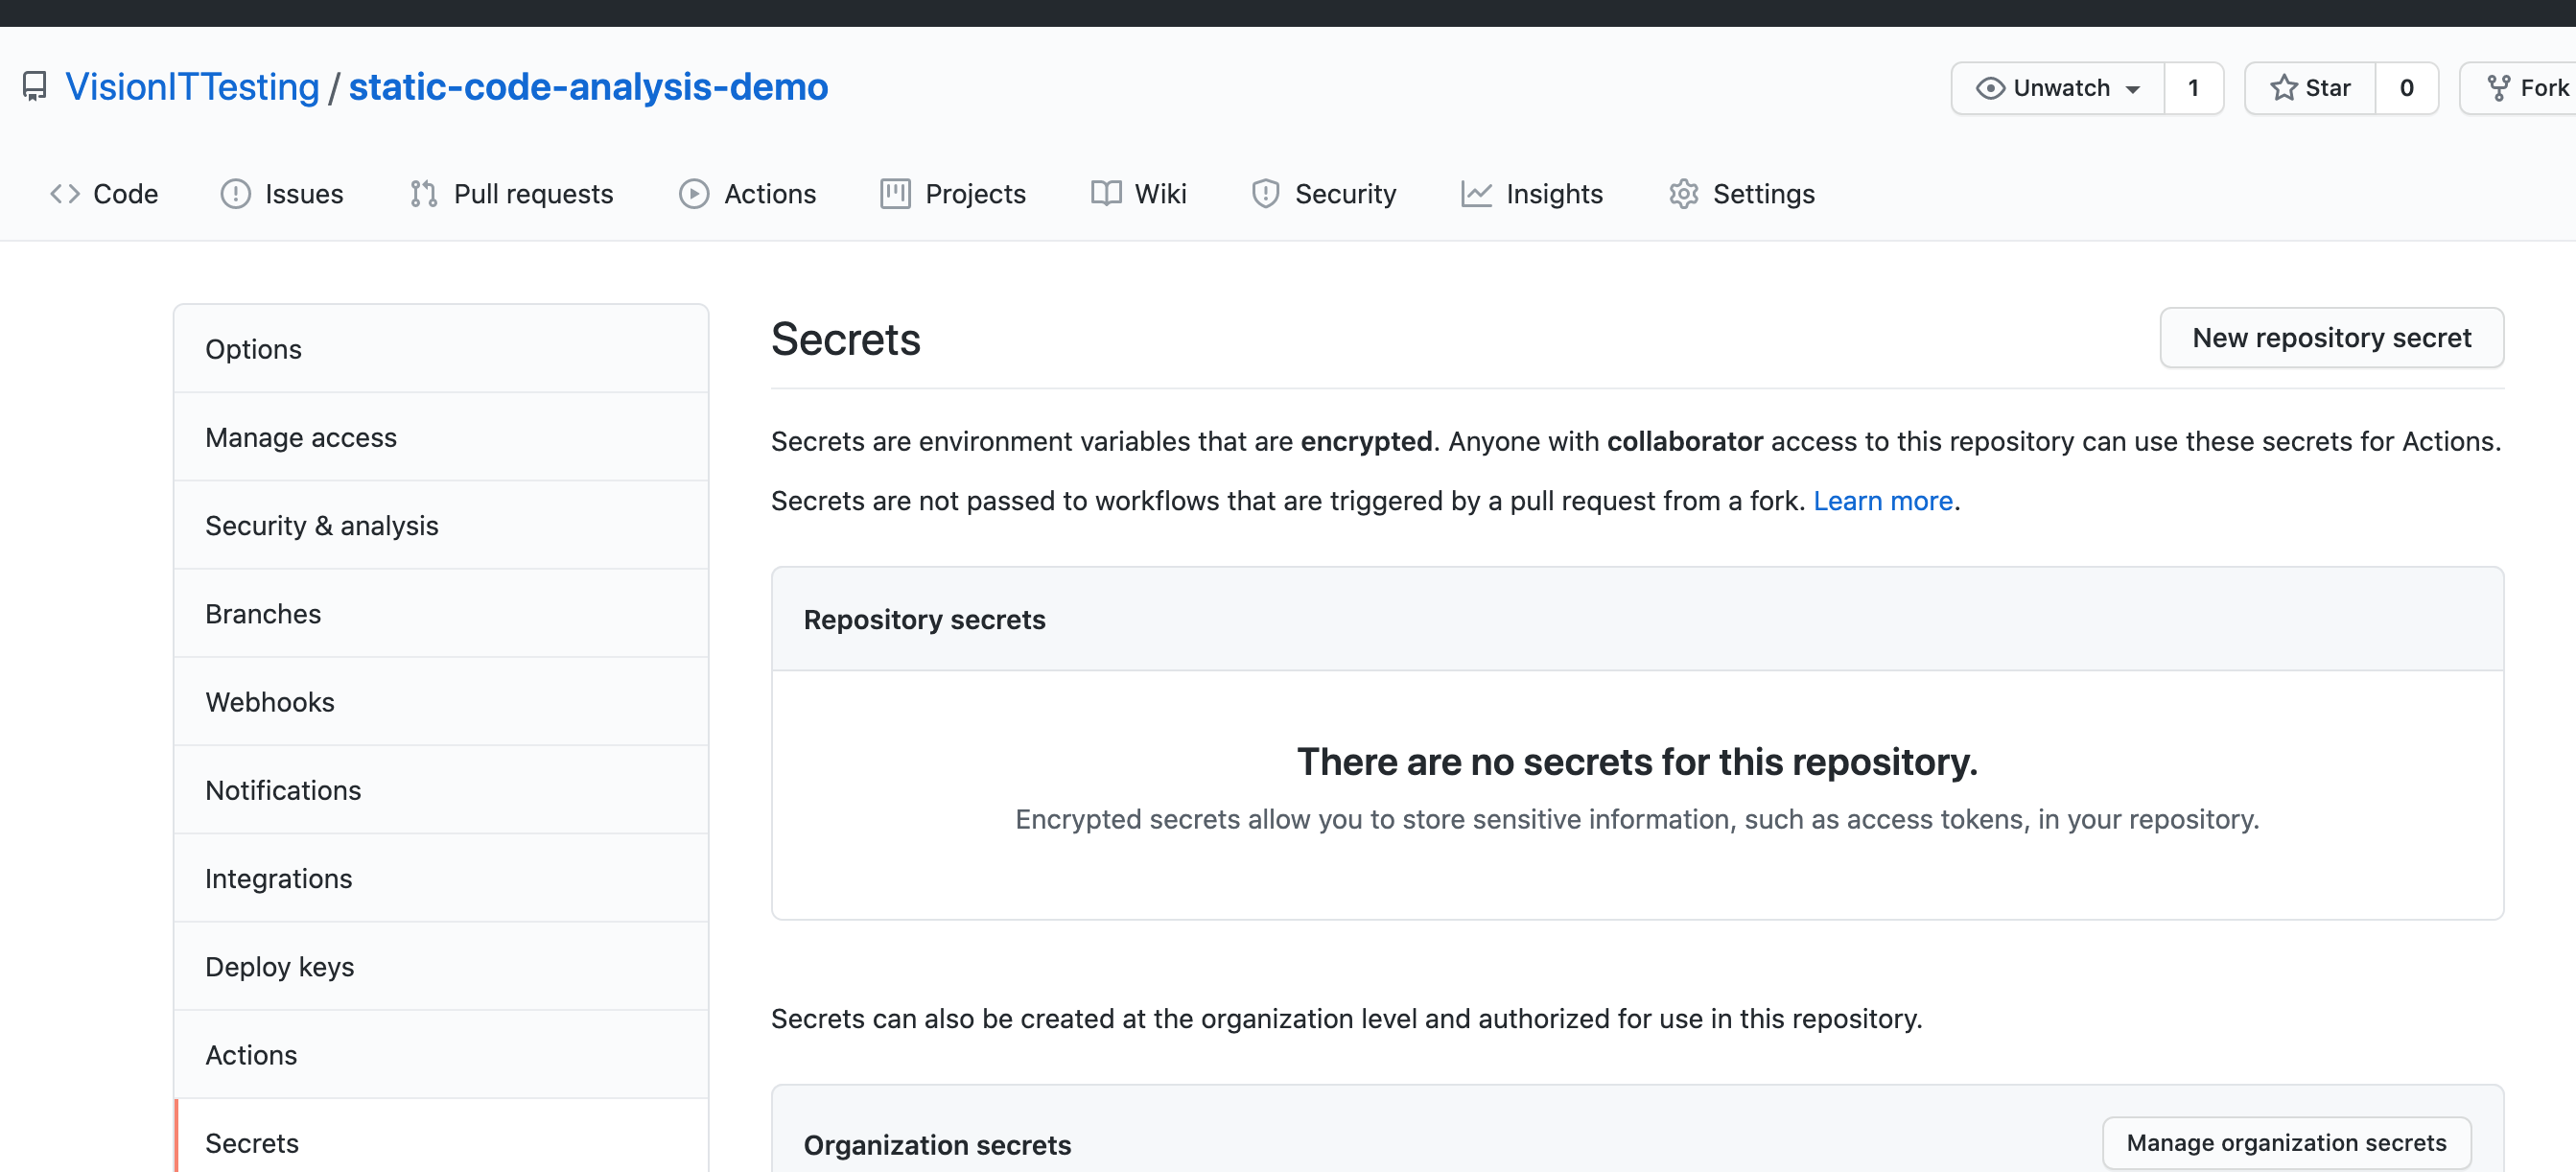 VisionITTesting / static-code-analysis-demo
Unwatch 1 Star 0 Fork
Code Issues Pull requests Actions Projects Wiki Security Insights Settings
Options
Manage access
Security & analysis
Branches
Webhooks
Notifications
Integrations
Deploy keys
Actions
Secrets
Secrets
New repository secret
Secrets are environment variables that are encrypted. Anyone with collaborator access to this repository can use these secrets for Actions.
Secrets are not passed to workflows that are triggered by a pull request from a fork. Learn more.
Repository secrets
There are no secrets for this repository.
Encrypted secrets allow you to store sensitive information, such as access tokens, in your repository.
Secrets can also be created at the organization level and authorized for use in this repository.
Organization secrets
Manage organization secrets